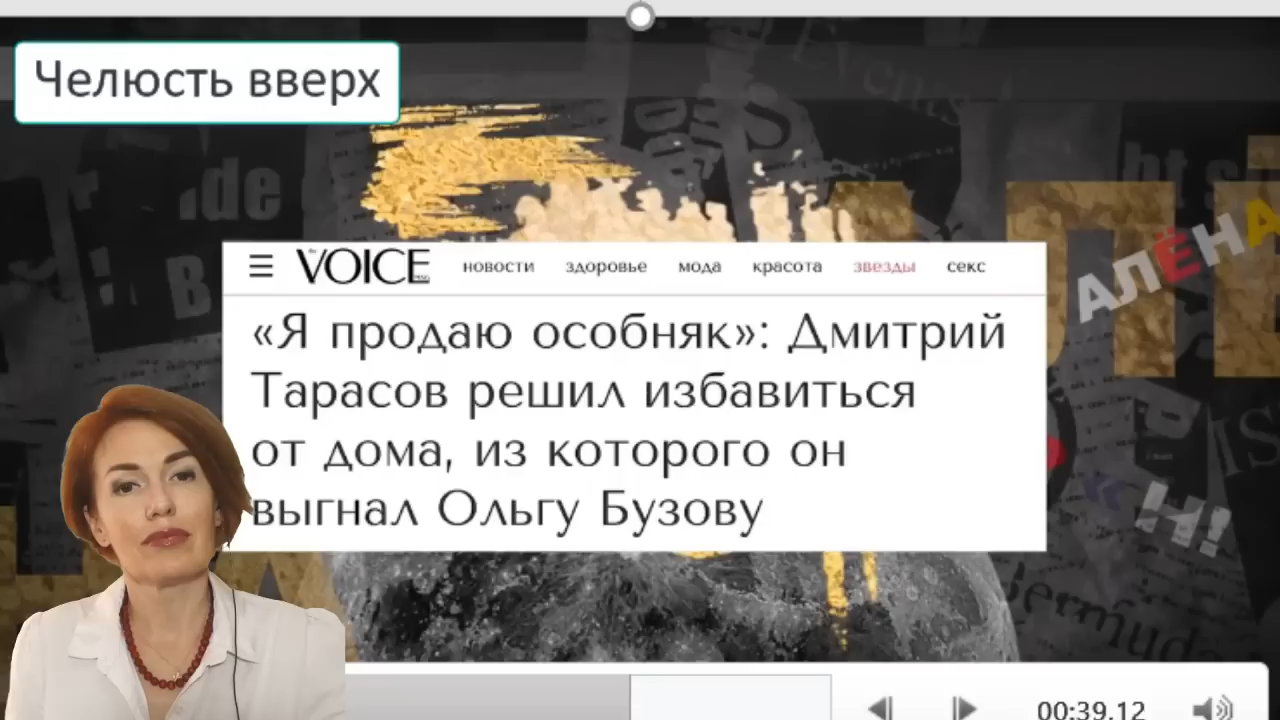 Челюсть вверх
VOICE
новости здоровье мода красота звезды секс
«Я продаю особняк»: Дмитрий
Тарасов решил избавиться
от дома, из которого он
выгнал Ольгу Бузову
АЛЁНА
Н!
00:39,12